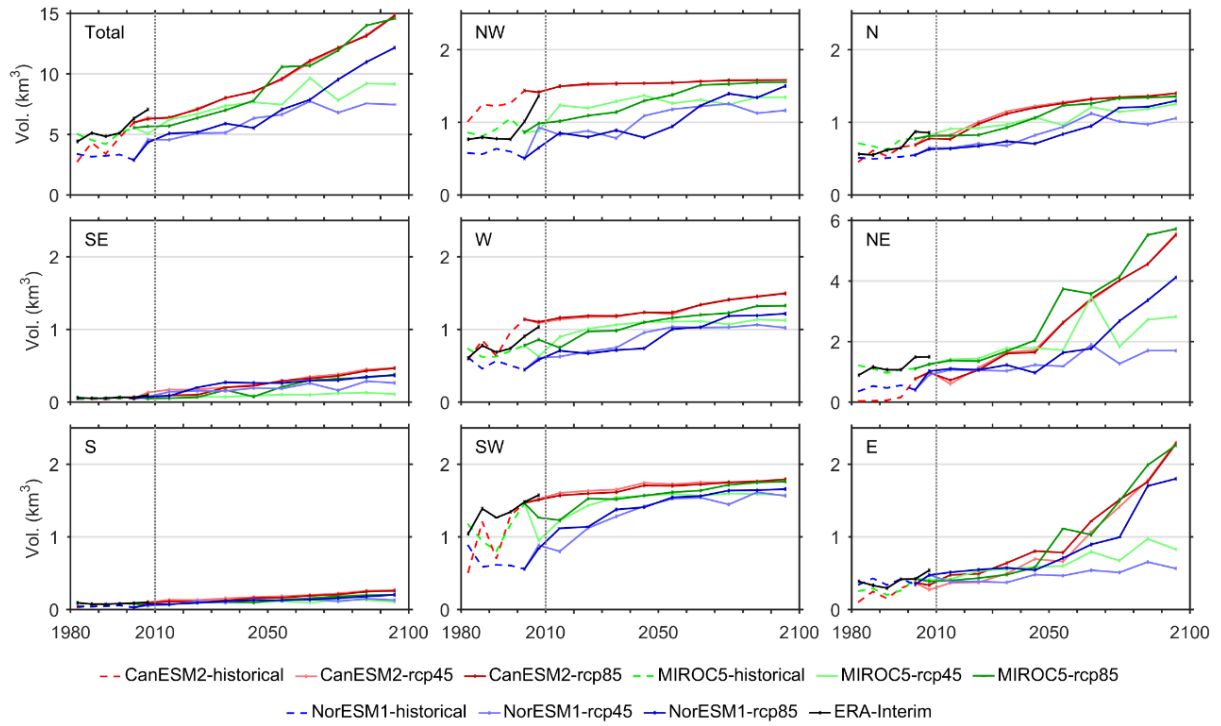 15
10
5
0
Vol. (km³)
Total
2
1
0
NW
2
1
0
N
2
1
0
Vol. (km³)
SE
2
1
0
W
6
4
2
0
NE
2
1
0
Vol. (km³)
S
1980 2010 2050 2100
2
1
0
SW
1980 2010 2050 2100
2
1
0
E
1980 2010 2050 2100
CanESM2-historical CanESM2-rcp45 CanESM2-rcp85 MIROC5-historical MIROC5-rcp45 MIROC5-rcp85
NorESM1-historical NorESM1-rcp45 NorESM1-rcp85 ERA-Interim